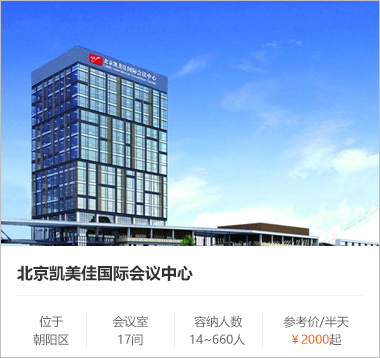 北京凯美佳国际会议中心
北京凯美佳国际会议中心
位于
朝阳区
会议室
17间
容纳人数
14~660人
参考价/半天
￥2000起